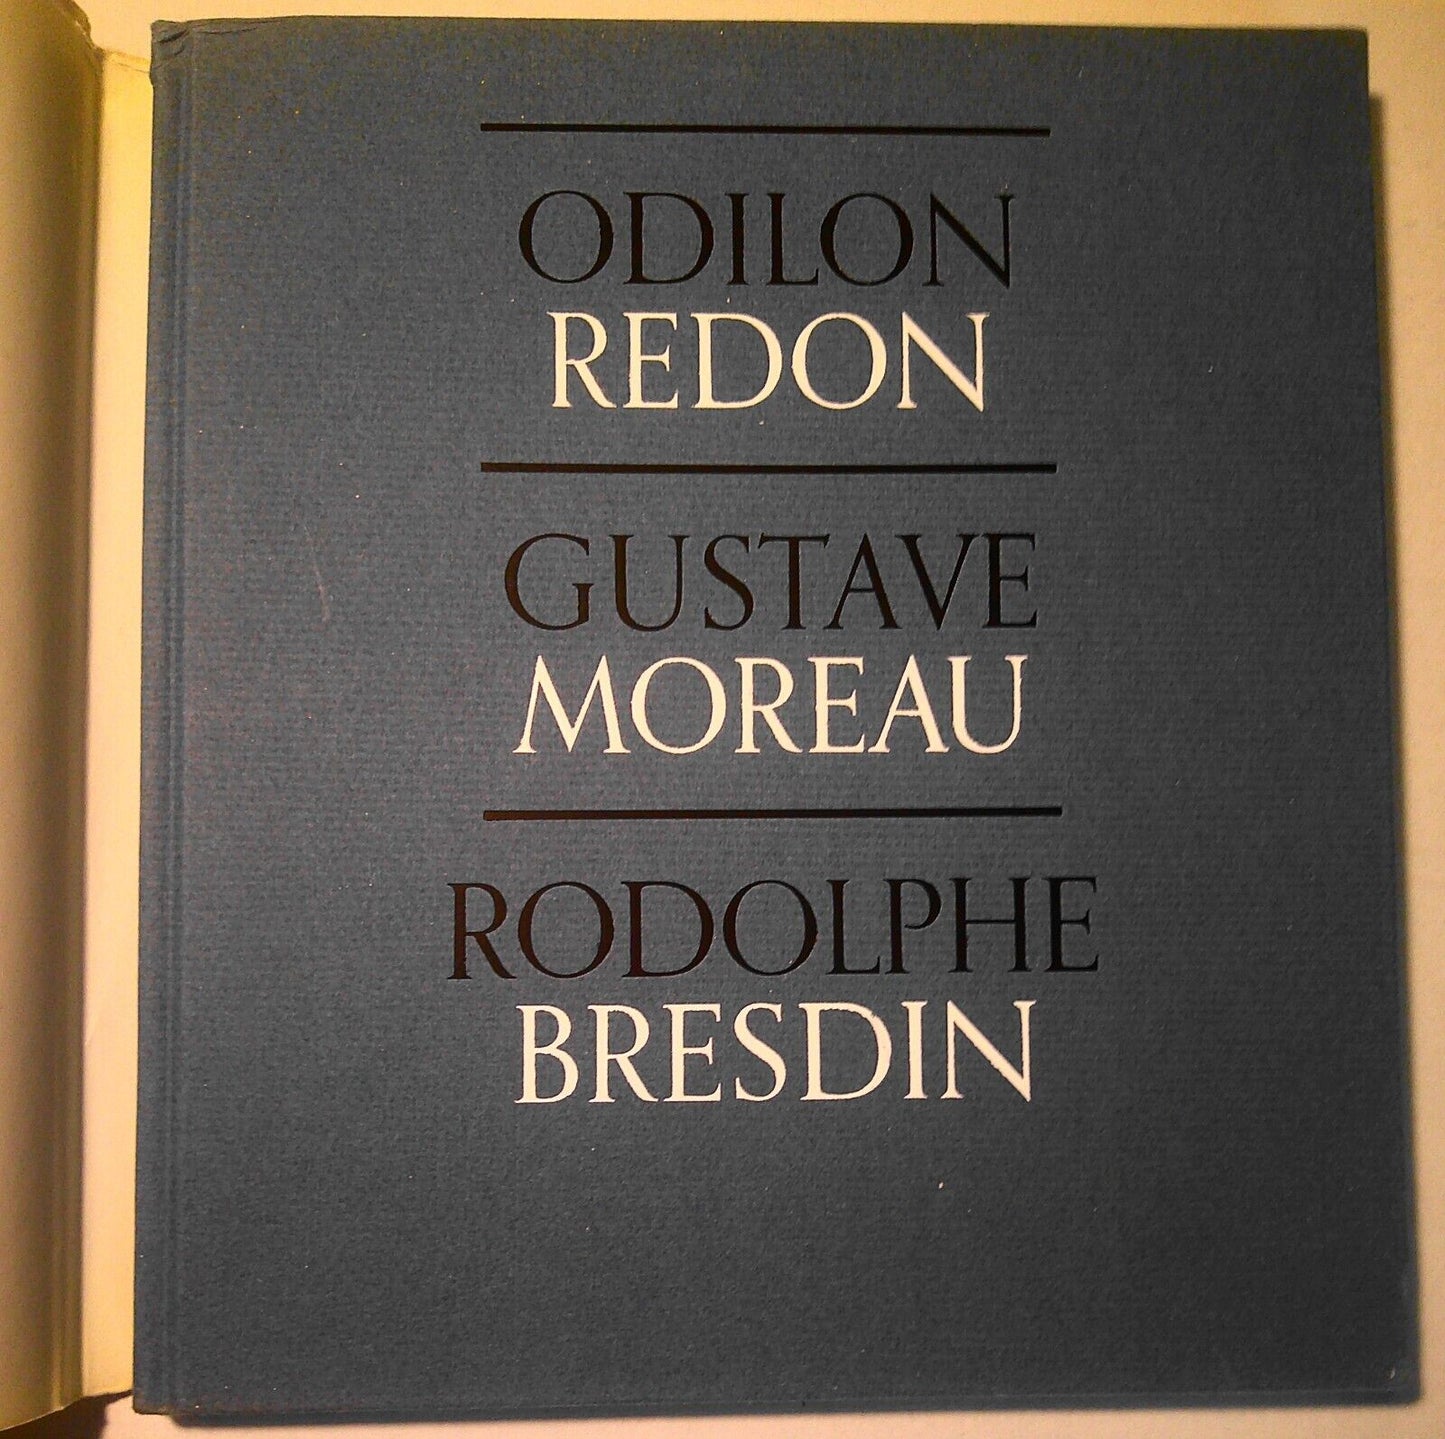 ODILON
REDON
GUSTAVE
MOREAU
RODOLPHE
BRESDIN